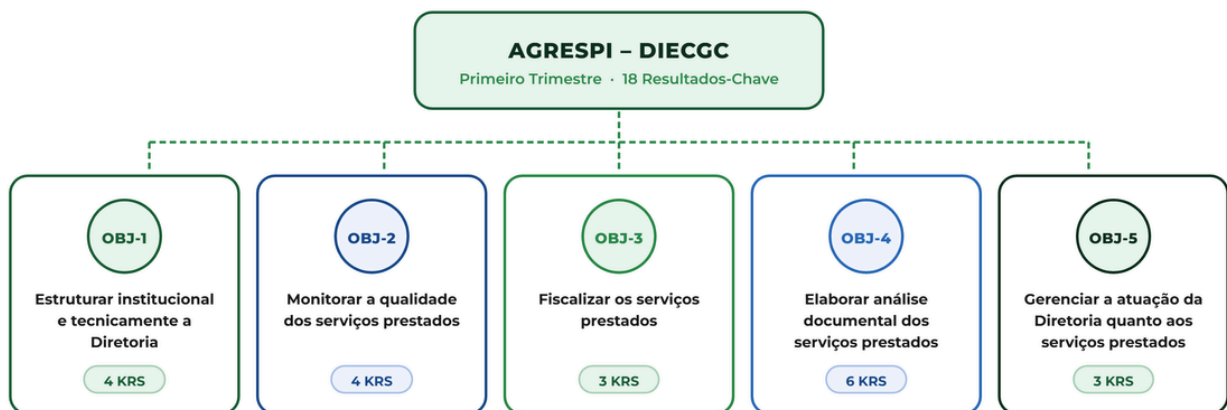 AGRESPI – DIECGC
Primeiro Trimestre · 18 Resultados-Chave
OBJ-1
Estruturar institucional
e tecnicamente a
Diretoria
4 KRS
OBJ-2
Monitorar a qualidade
dos serviços prestados
4 KRS
OBJ-3
Fiscalizar os serviços
prestados
3 KRS
OBJ-4
Elaborar análise
documental dos
serviços prestados
6 KRS
OBJ-5
Gerenciar a atuação da
Diretoria quanto aos
serviços prestados
3 KRS